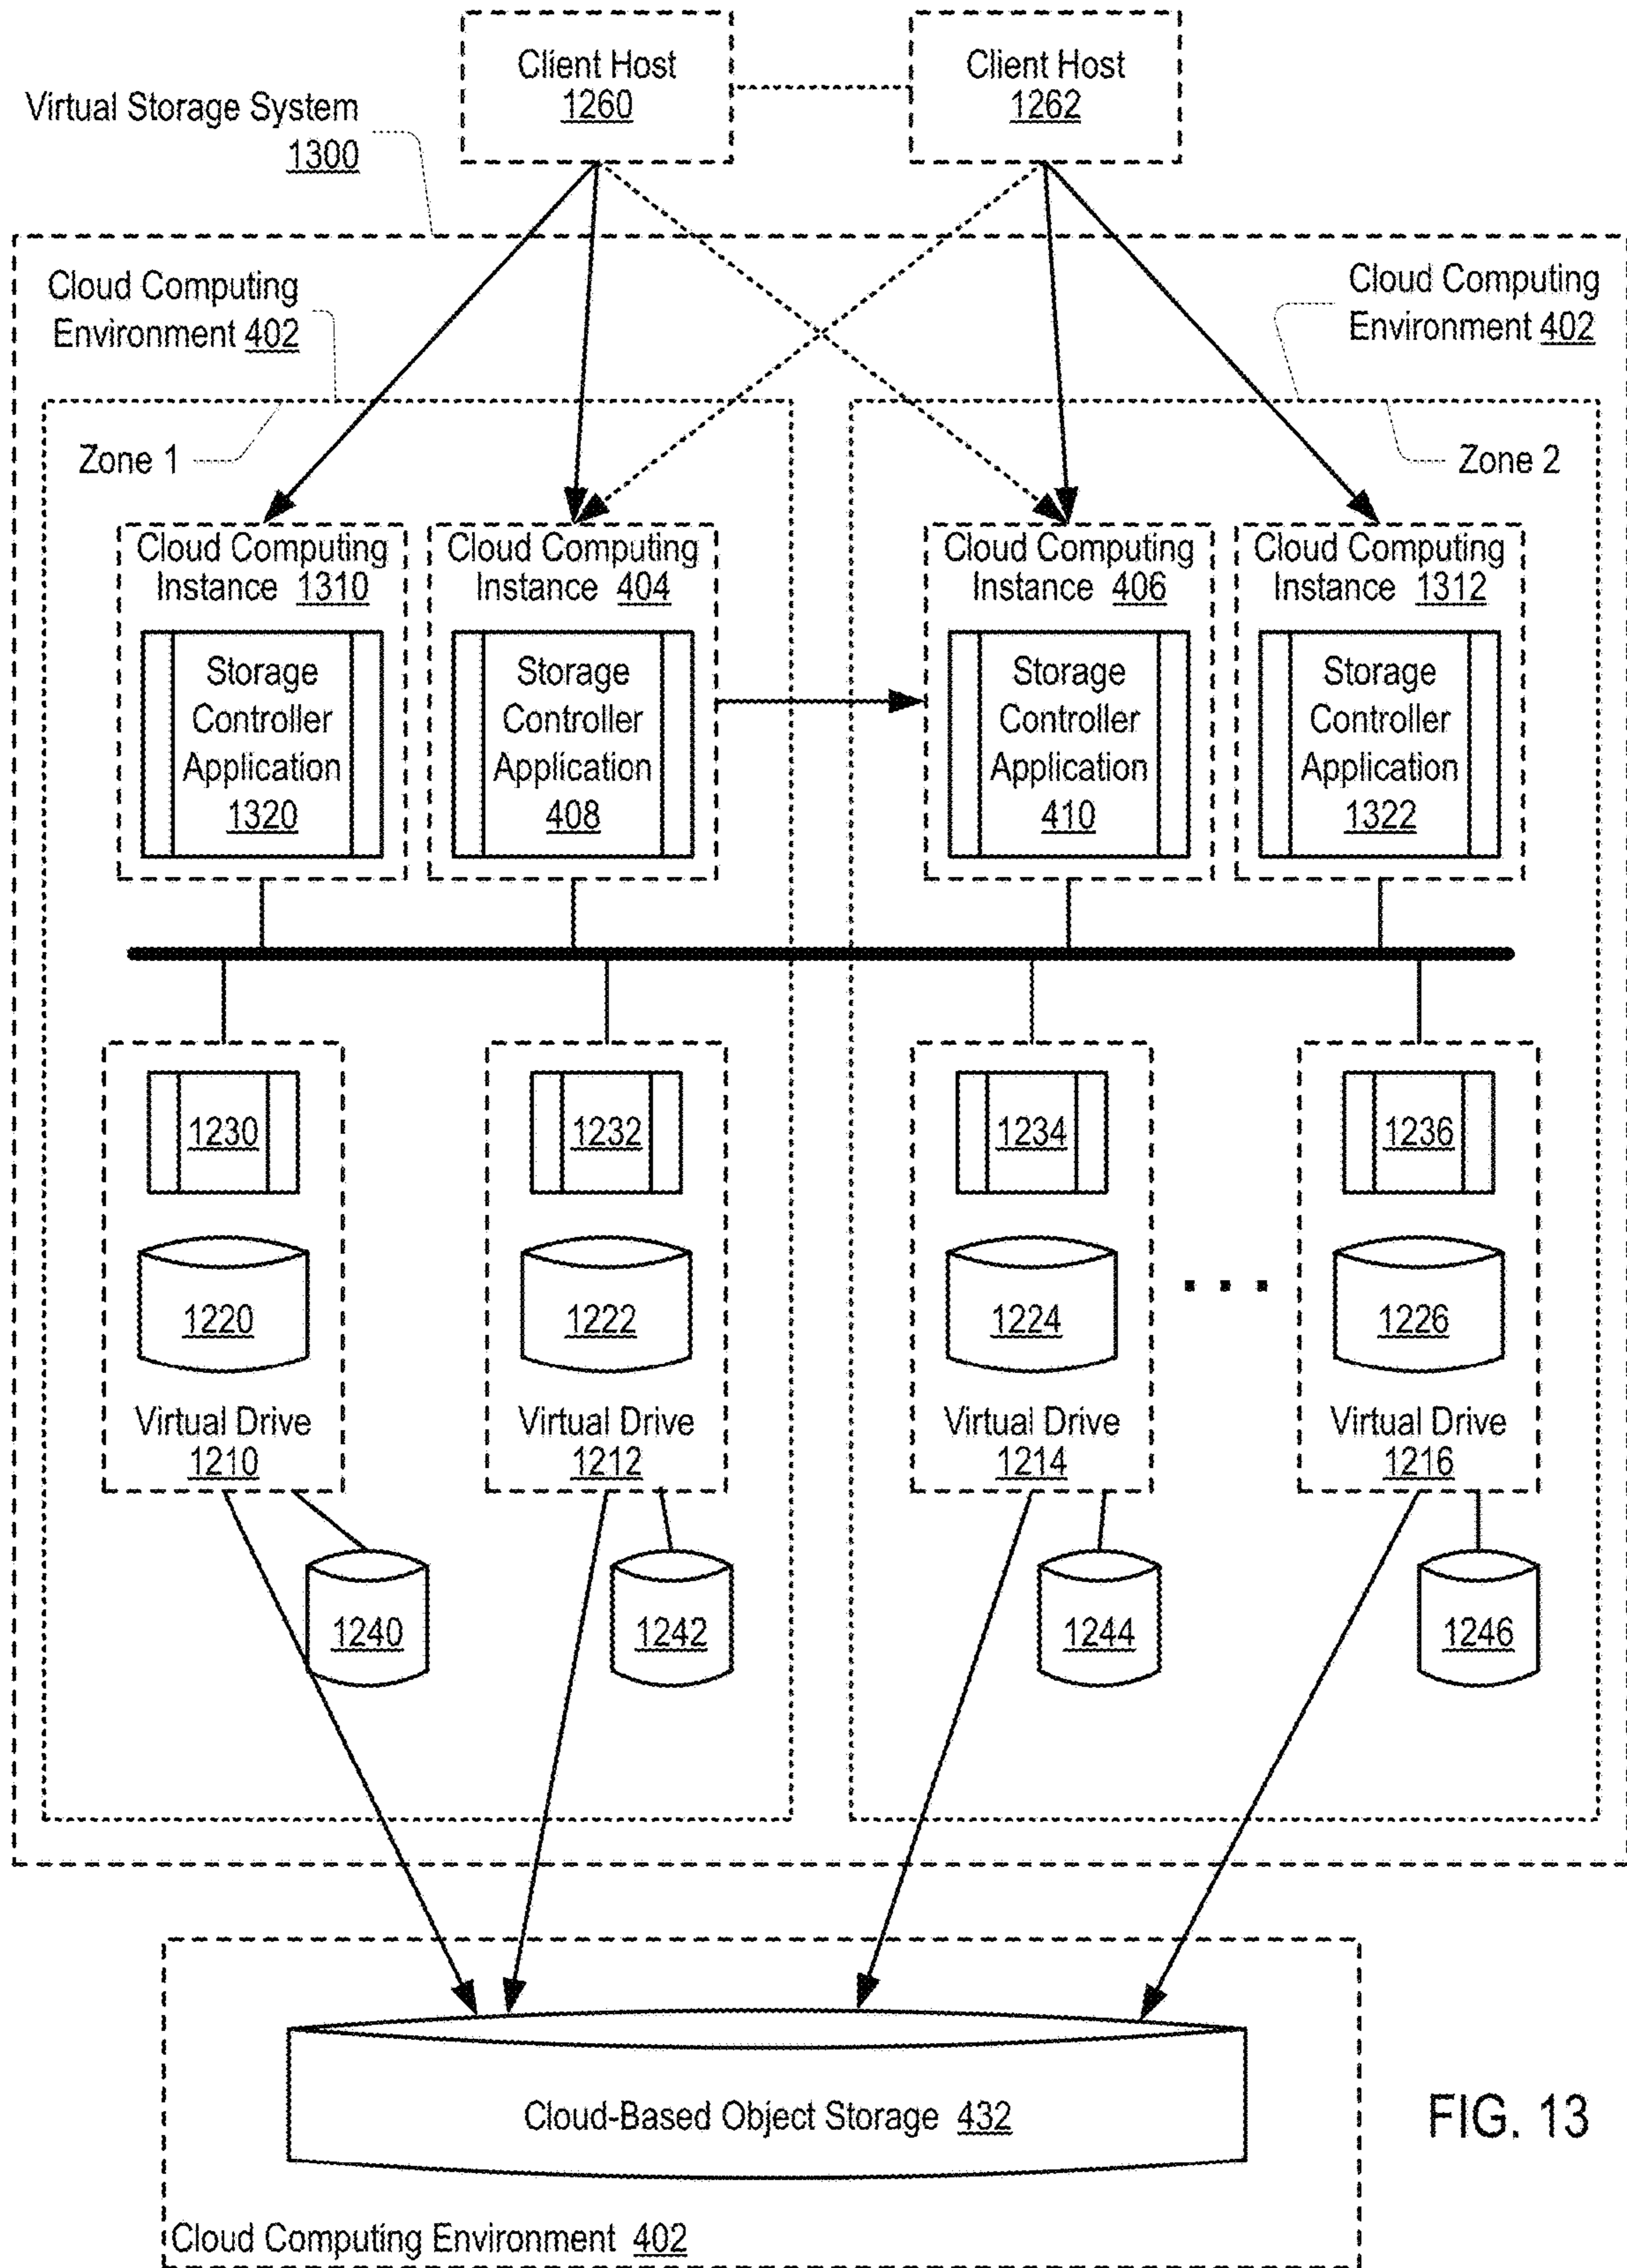 Client Host
1260
Client Host
1262
Virtual Storage System
1300
Cloud Computing
Environment 402
Cloud Computing
Environment 402
Zone 1
Zone 2
Cloud Computing
Instance 1310
Storage
Controller
Application
1320
Cloud Computing
Instance 404
Storage
Controller
Application
408
Cloud Computing
Instance 406
Storage
Controller
Application
410
Cloud Computing
Instance 1312
Storage
Controller
Application
1322
1230
1232
1234
1236
1220
1222
1224
1226
Virtual Drive
1210
Virtual Drive
1212
Virtual Drive
1214
Virtual Drive
1216
1240
1242
1244
1246
Cloud-Based Object Storage 432
Cloud Computing Environment 402
FIG. 13